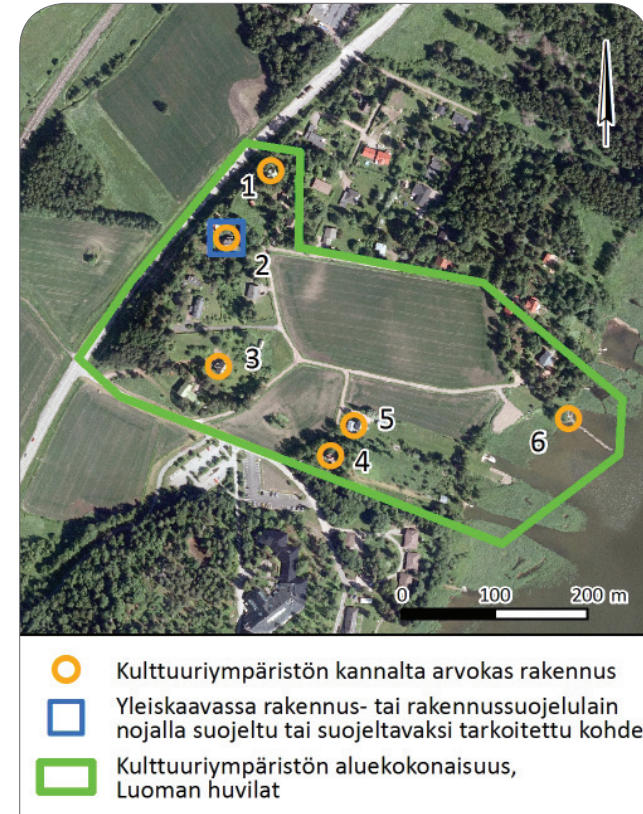 1
2
3
5
4
6
0 100 200 m
Kulttuuriympäristön kannalta arvokas rakennus
Yleiskaavassa rakennus- tai rakennussuojelulain
nojalla suojeltu tai suojeltavaksi tarkoitettu kohde
Kulttuuriympäristön aluekokonaisuus,
Luoman huvilat